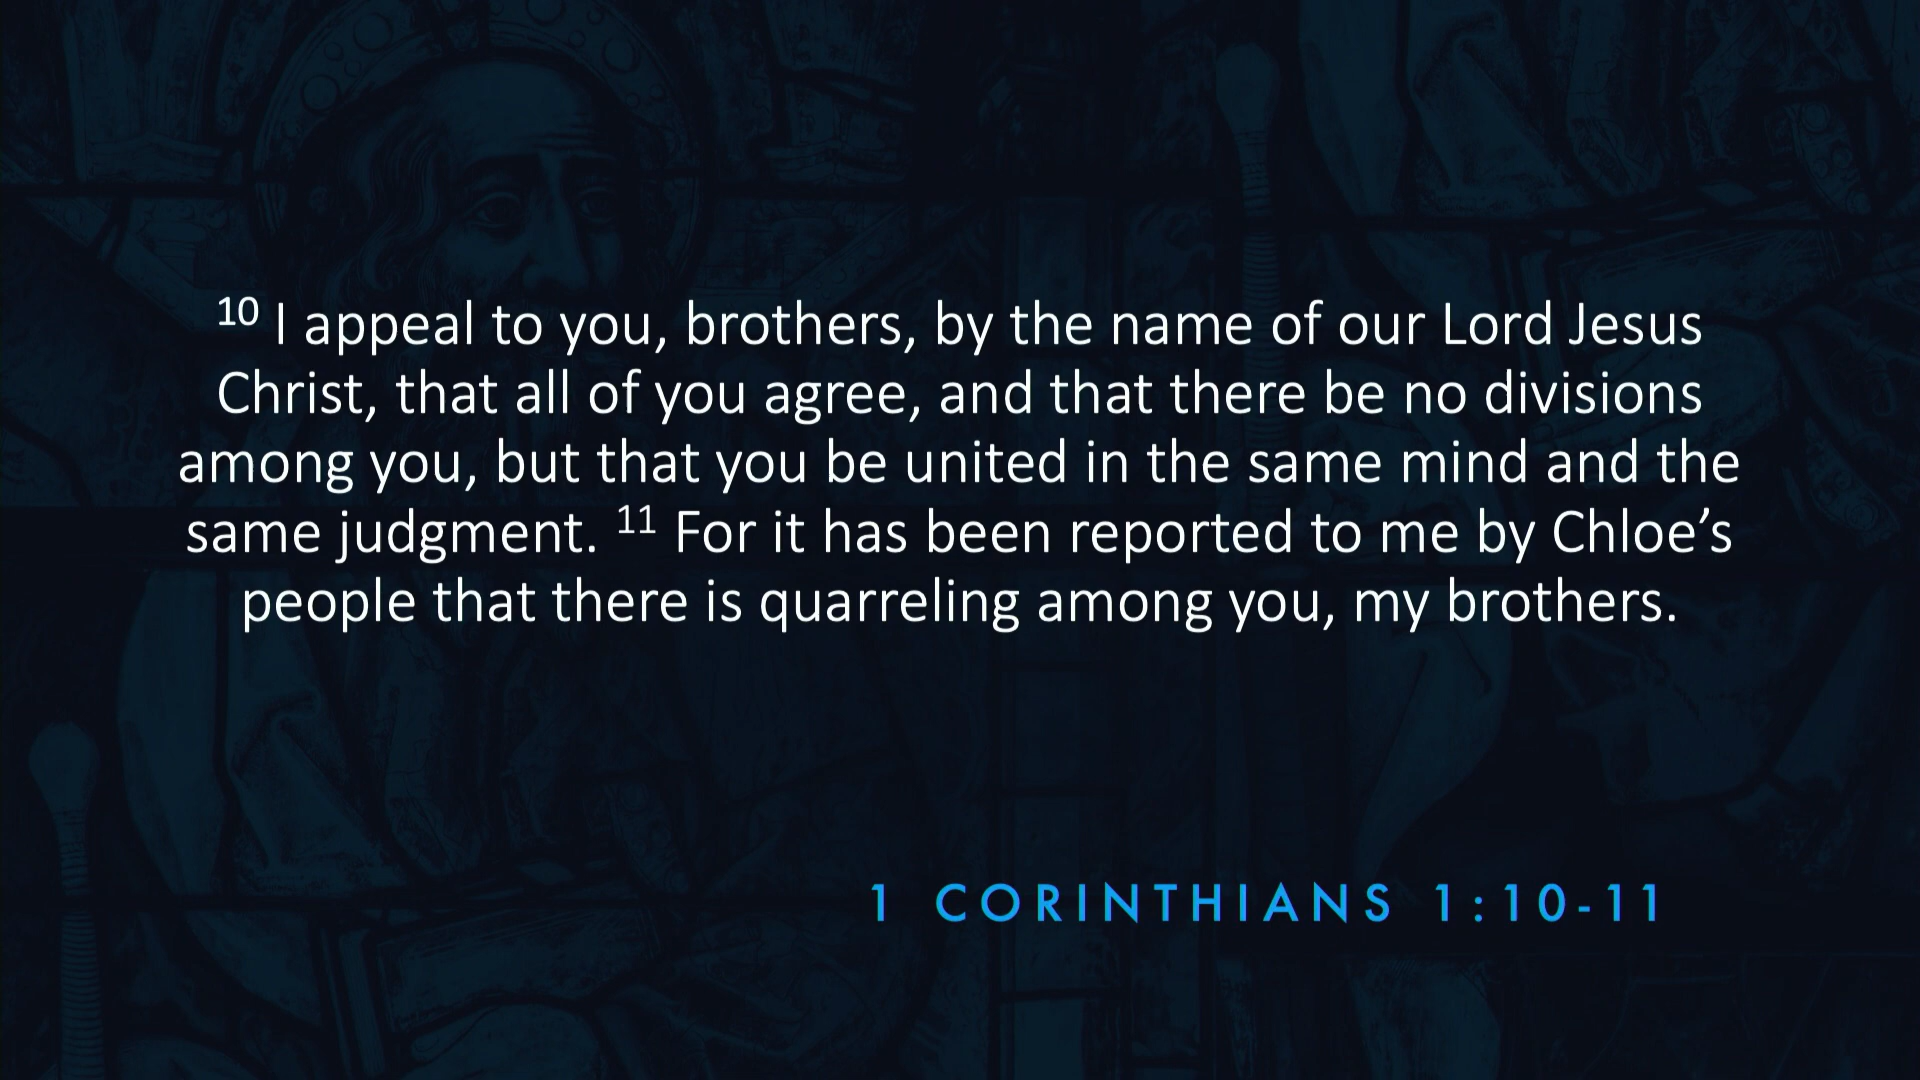 10 I appeal to you, brothers, by the name of our Lord Jesus
Christ, that all of you agree, and that there be no divisions
among you, but that you be united in the same mind and the
same judgment. 11 For it has been reported to me by Chloe’s
people that there is quarreling among you, my brothers.
1 CORINTHIANS 1:10-11